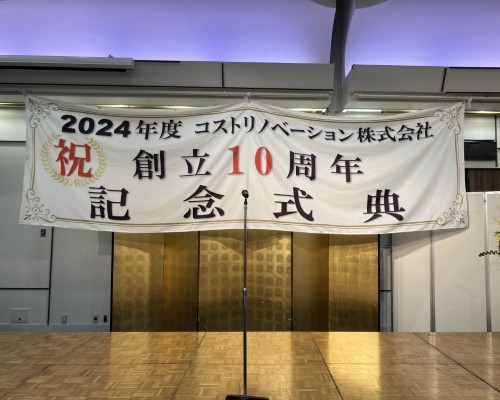 2024年度 コストリノベーション株式会社
祝 創立10周年
記念式典